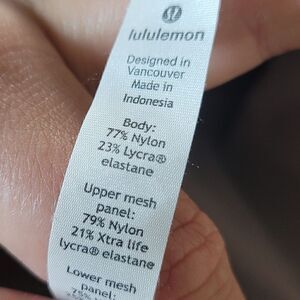 lululemon
Designed in
Vancouver
Made in
Indonesia
Body:
77% Nylon
23% Lycra®
elastane
Upper mesh
panel:
79% Nylon
21% Xtra life
lycra® elastane
Lower mesh
panel: